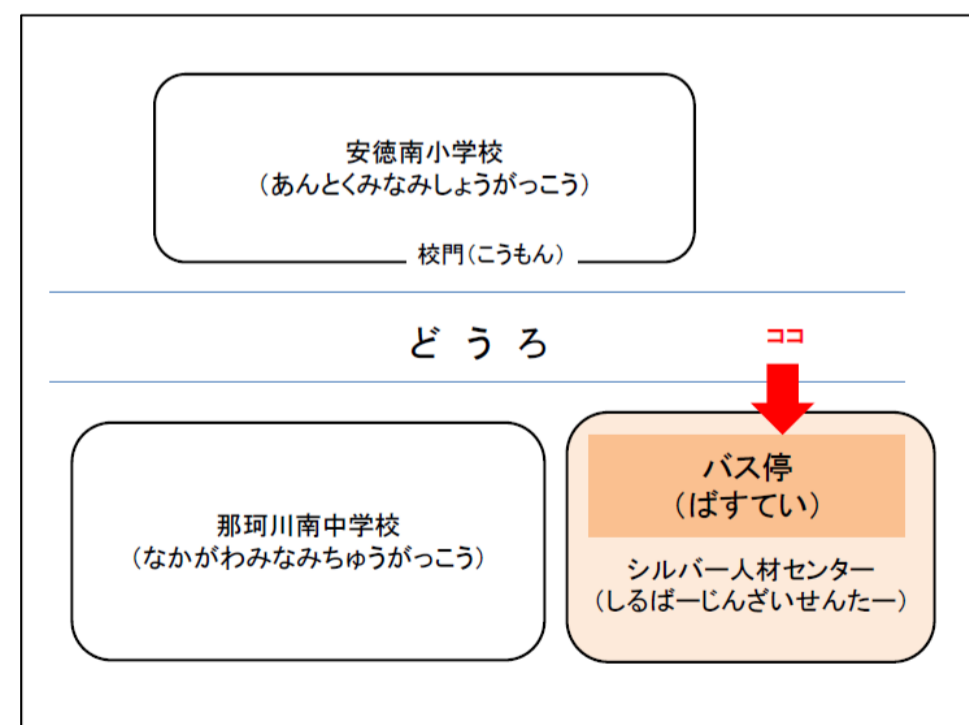 安徳南小学校
（あんとくみなみしょうがっこう）
校門（こうもん）
どうろ
ココ
バス停
（ばすてい）
那珂川南中学校
（なかがわみなみちゅうがっこう）
シルバー人材センター
（しるばーじんざいせんたー）